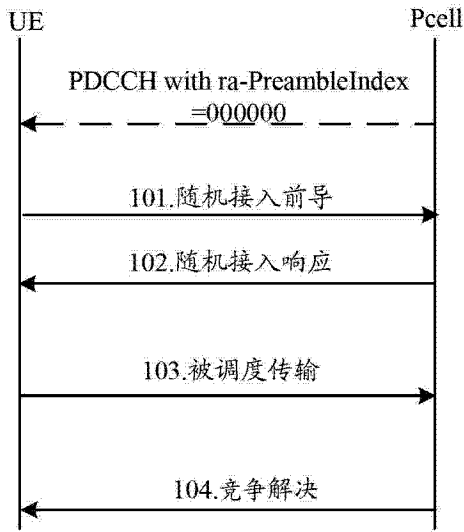 UE
Pcell
PDCCH with ra-PreambleIndex
=000000
101.随机接入前导
102.随机接入响应
103.被调度传输
104.竞争解决